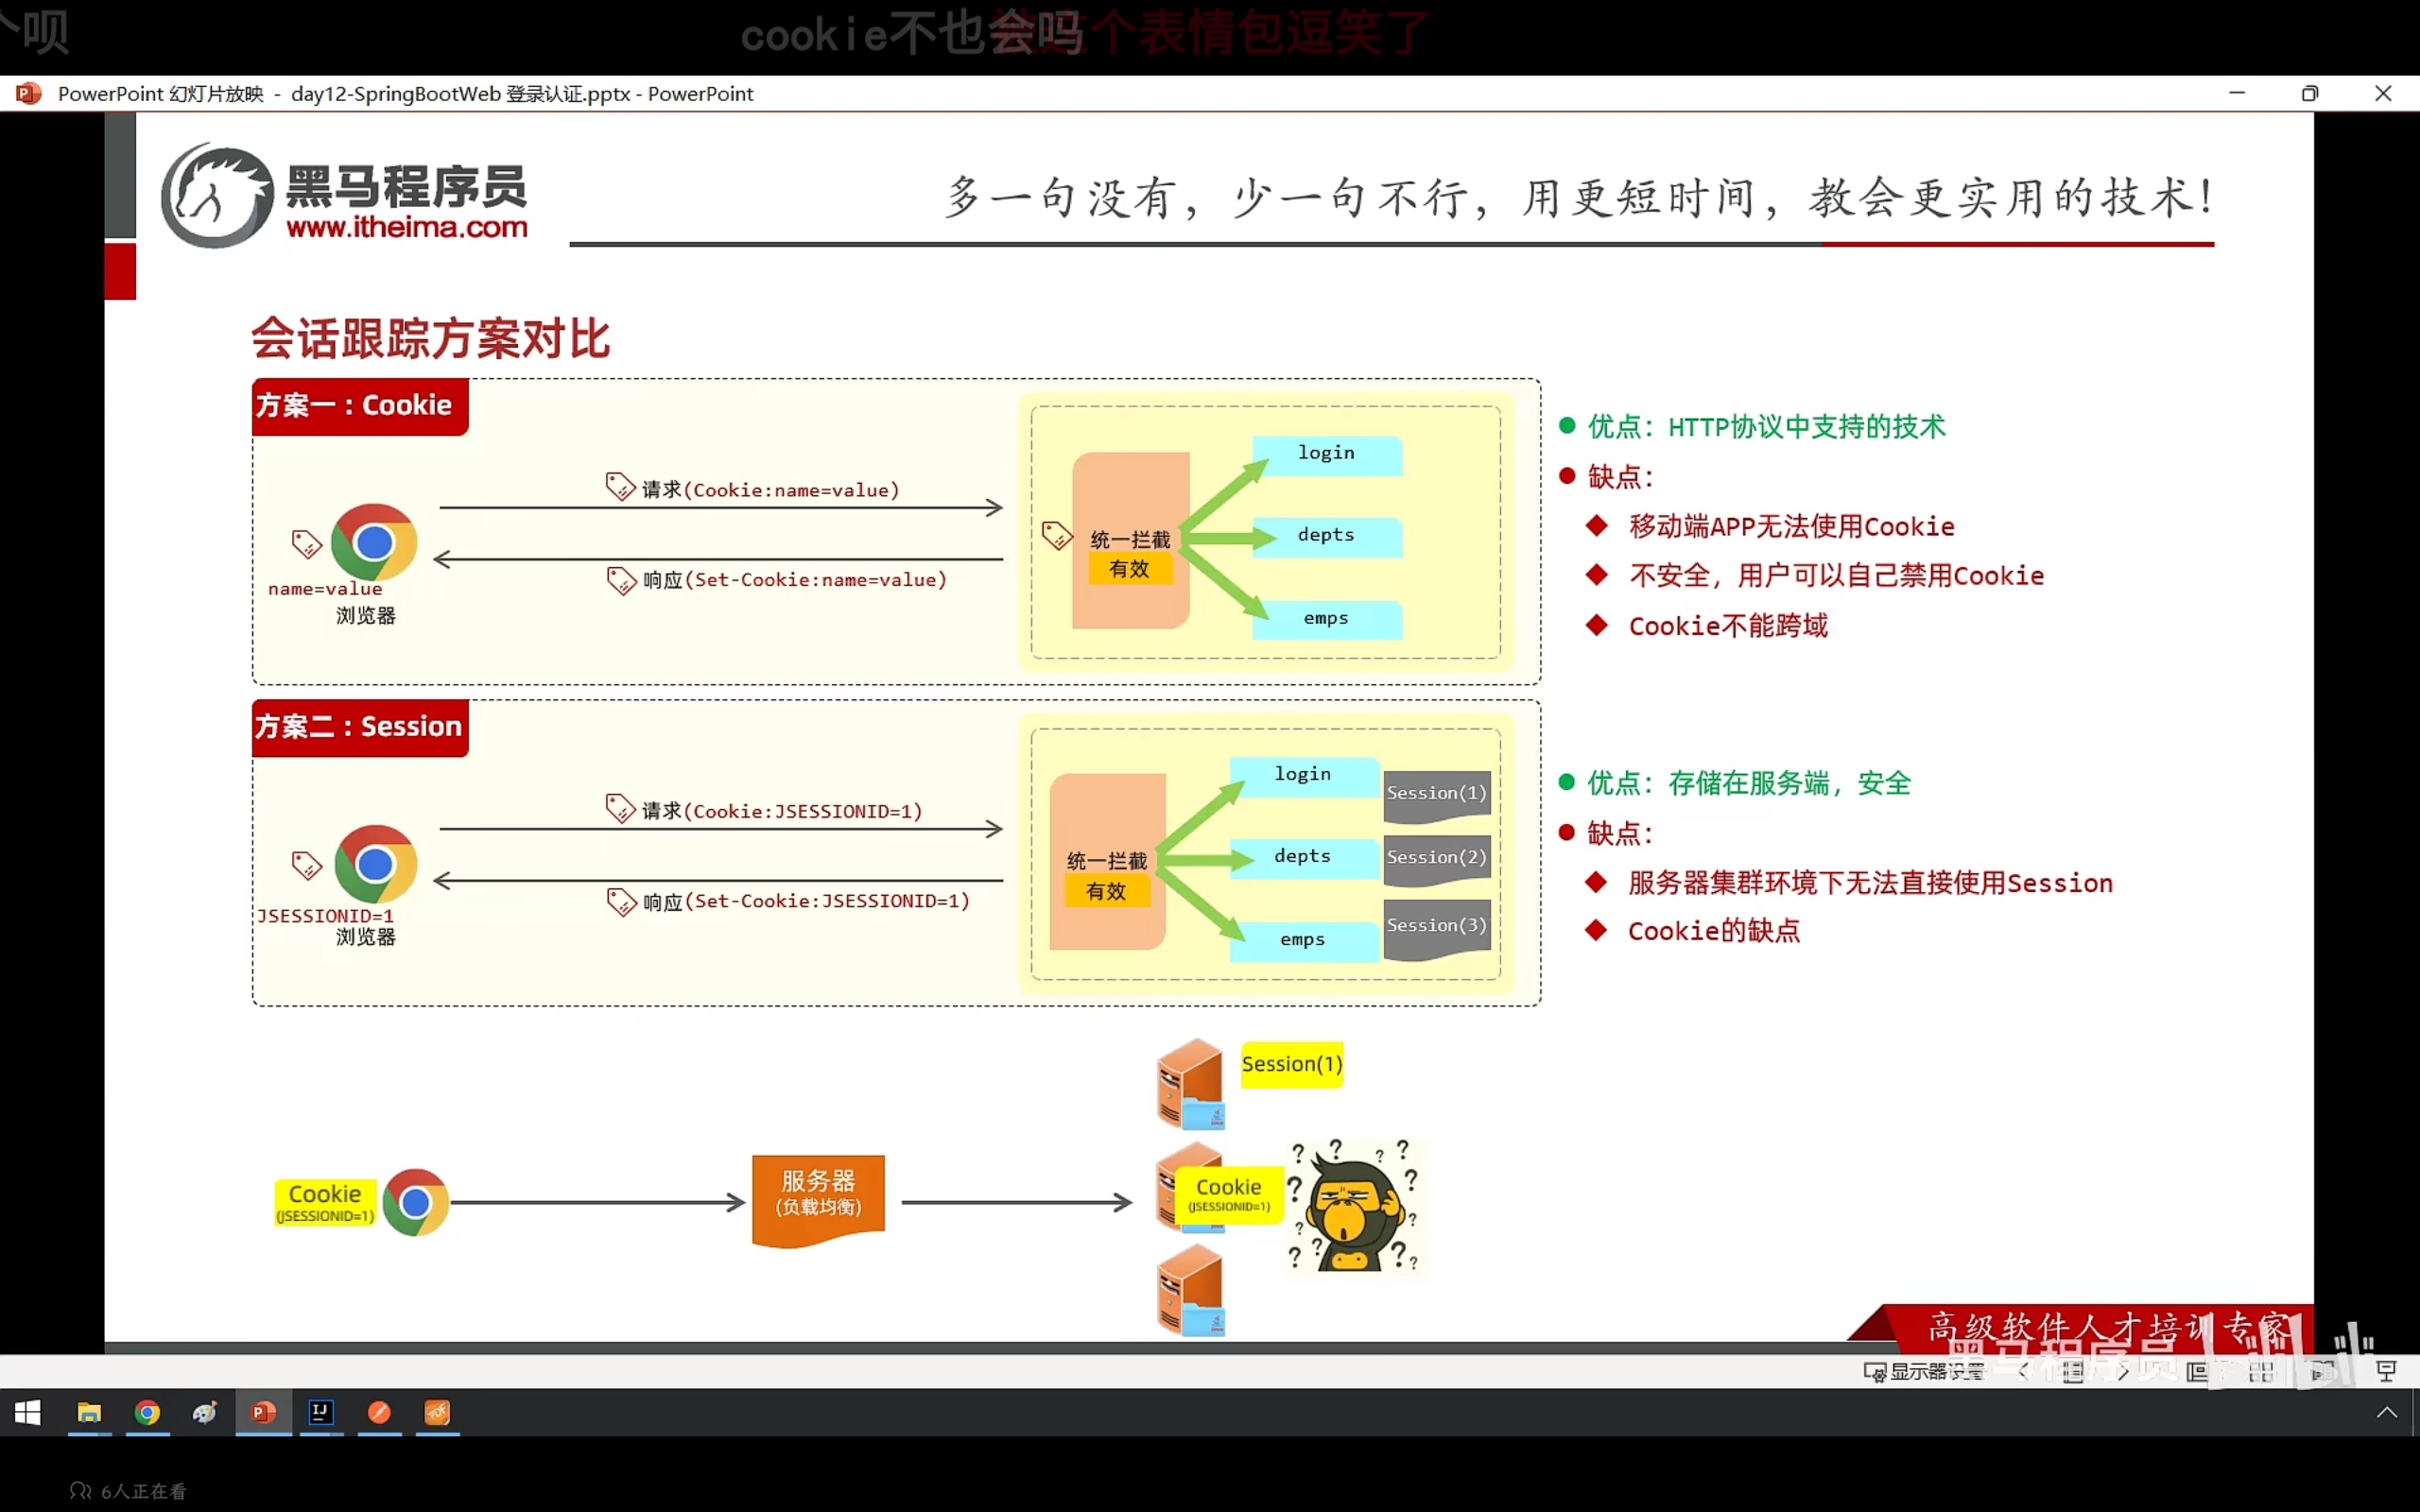 个呗
cookie不也会吗
这个表情包逗笑了
PowerPoint 幻灯片放映 - day12-SpringBootWeb 登录认证.pptx - PowerPoint
黑马程序员
www.itheima.com
多一句没有，少一句不行，用更短时间，教会更实用的技术！
会话跟踪方案对比
方案一：Cookie
请求(Cookie:name=value)
响应(Set-Cookie:name=value)
name=value
浏览器
统一拦截
有效
login
depts
emps
优点：HTTP协议中支持的技术
缺点：
移动端APP无法使用Cookie
不安全，用户可以自己禁用Cookie
Cookie不能跨域
方案二：Session
请求(Cookie:JSESSIONID=1)
响应(Set-Cookie:JSESSIONID=1)
JSESSIONID=1
浏览器
统一拦截
有效
login
depts
emps
Session(1)
Session(2)
Session(3)
优点：存储在服务端，安全
缺点：
服务器集群环境下无法直接使用Session
Cookie的缺点
Cookie
(JSESSIONID=1)
服务器
(负载均衡)
Session(1)
Cookie
(JSESSIONID=1)
高级软件人才培训专家
黑马程序员
显示器设置
6人正在看